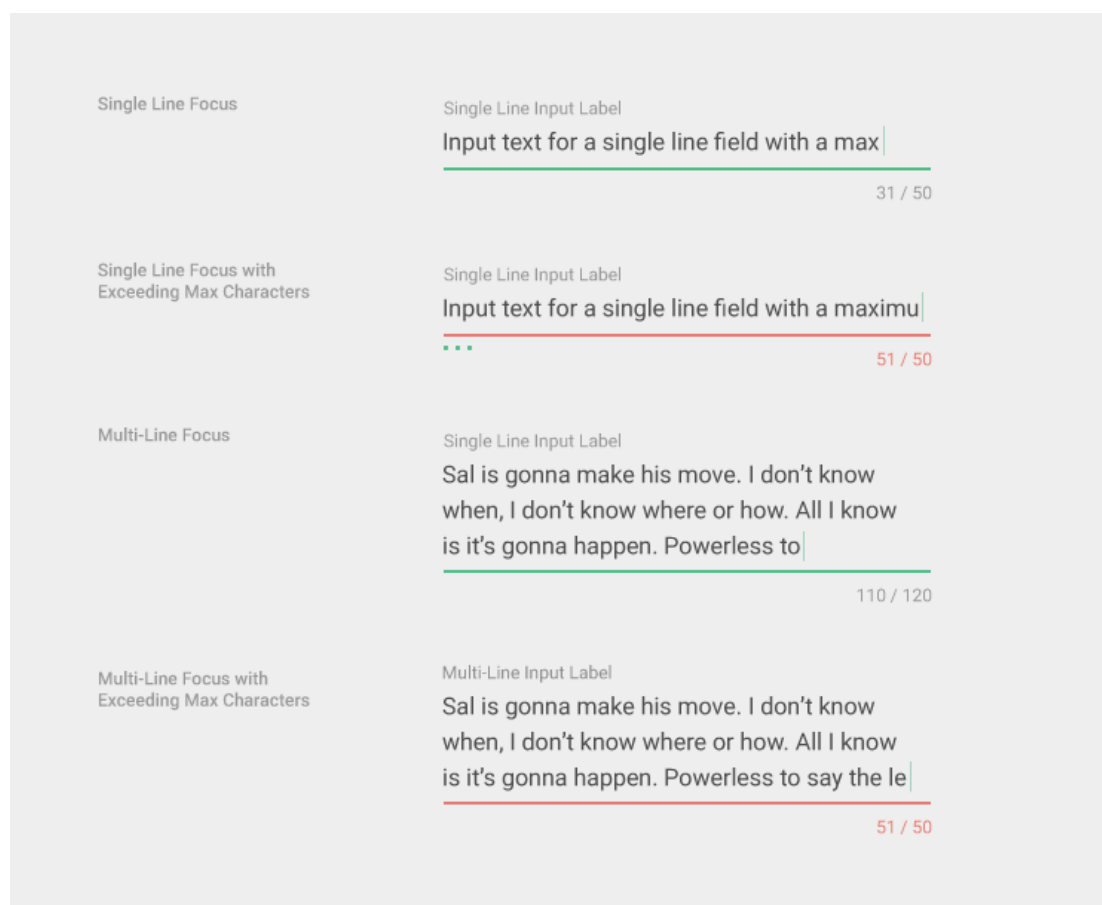 Single Line Focus
Single Line Input Label
Input text for a single line field with a max
31 / 50
Single Line Focus with
Exceeding Max Characters
Single Line Input Label
Input text for a single line field with a maximu
...
51 / 50
Multi-Line Focus
Single Line Input Label
Sal is gonna make his move. I don’t know
when, I don’t know where or how. All I know
is it’s gonna happen. Powerless to
110 / 120
Multi-Line Focus with
Exceeding Max Characters
Multi-Line Input Label
Sal is gonna make his move. I don’t know
when, I don’t know where or how. All I know
is it’s gonna happen. Powerless to say the le
51 / 50